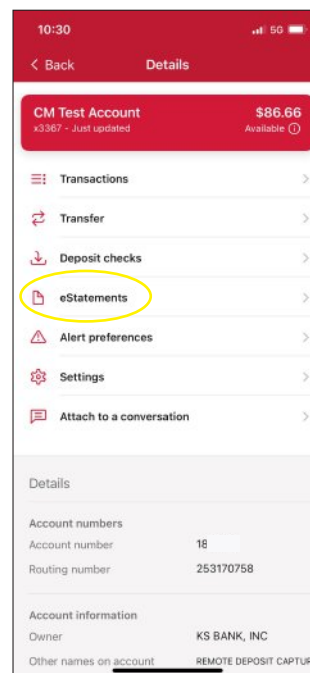 10:30 5G
< Back Details
CM Test Account $86.66
x3367 - Just updated Available
Transactions
Transfer
Deposit checks
eStatements
Alert preferences
Settings
Attach to a conversation
Details
Account numbers
Account number 18
Routing number 253170758
Account information
Owner KS BANK, INC
Other names on account REMOTE DEPOSIT CAPTUR